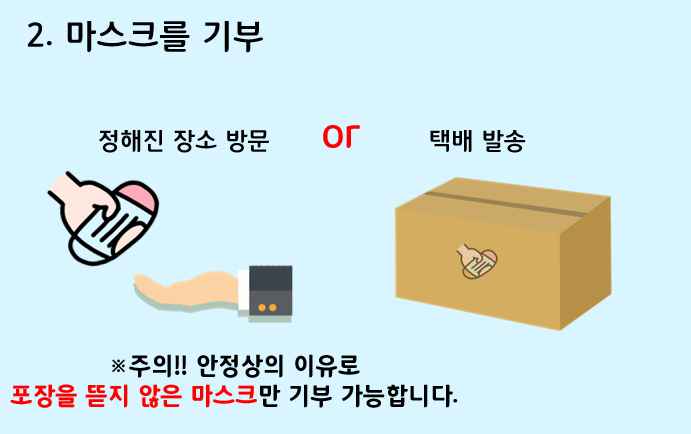 2. 마스크를 기부
정해진 장소 방문 or 택배 발송
※주의!! 안정상의 이유로
포장을 뜯지 않은 마스크만 기부 가능합니다.